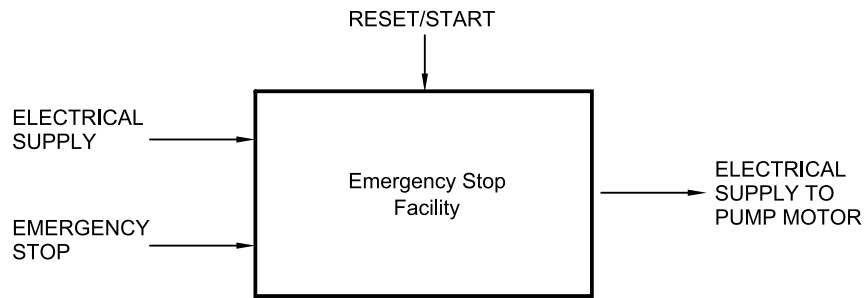 RESET/START
ELECTRICAL
SUPPLY
Emergency Stop
Facility
ELECTRICAL
SUPPLY TO
PUMP MOTOR
EMERGENCY
STOP